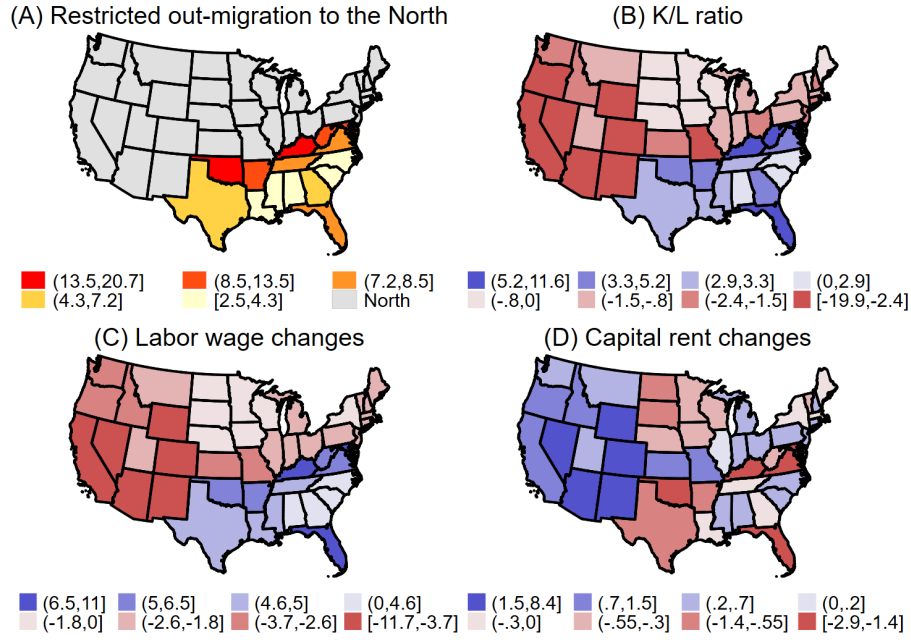 (A) Restricted out-migration to the North
(B) K/L ratio
(13.5,20.7] (8.5,13.5] (7.2,8.5]
(4.3,7.2] [2.5,4.3] North
(5.2,11.6] (3.3,5.2] (2.9,3.3] (0,2.9]
(-.8,0] (-1.5,-.8] (-2.4,-1.5] [-19.9,-2.4]
(C) Labor wage changes
(D) Capital rent changes
(6.5,11] (5,6.5] (4.6,5] (0,4.6]
(-1.8,0] (-2.6,-1.8] (-3.7,-2.6] [-11.7,-3.7]
(1.5,8.4] (.7,1.5] (.2,.7] (0,.2]
(-.3,0] (-.55,-.3] (-1.4,-.55] [-2.9,-1.4]